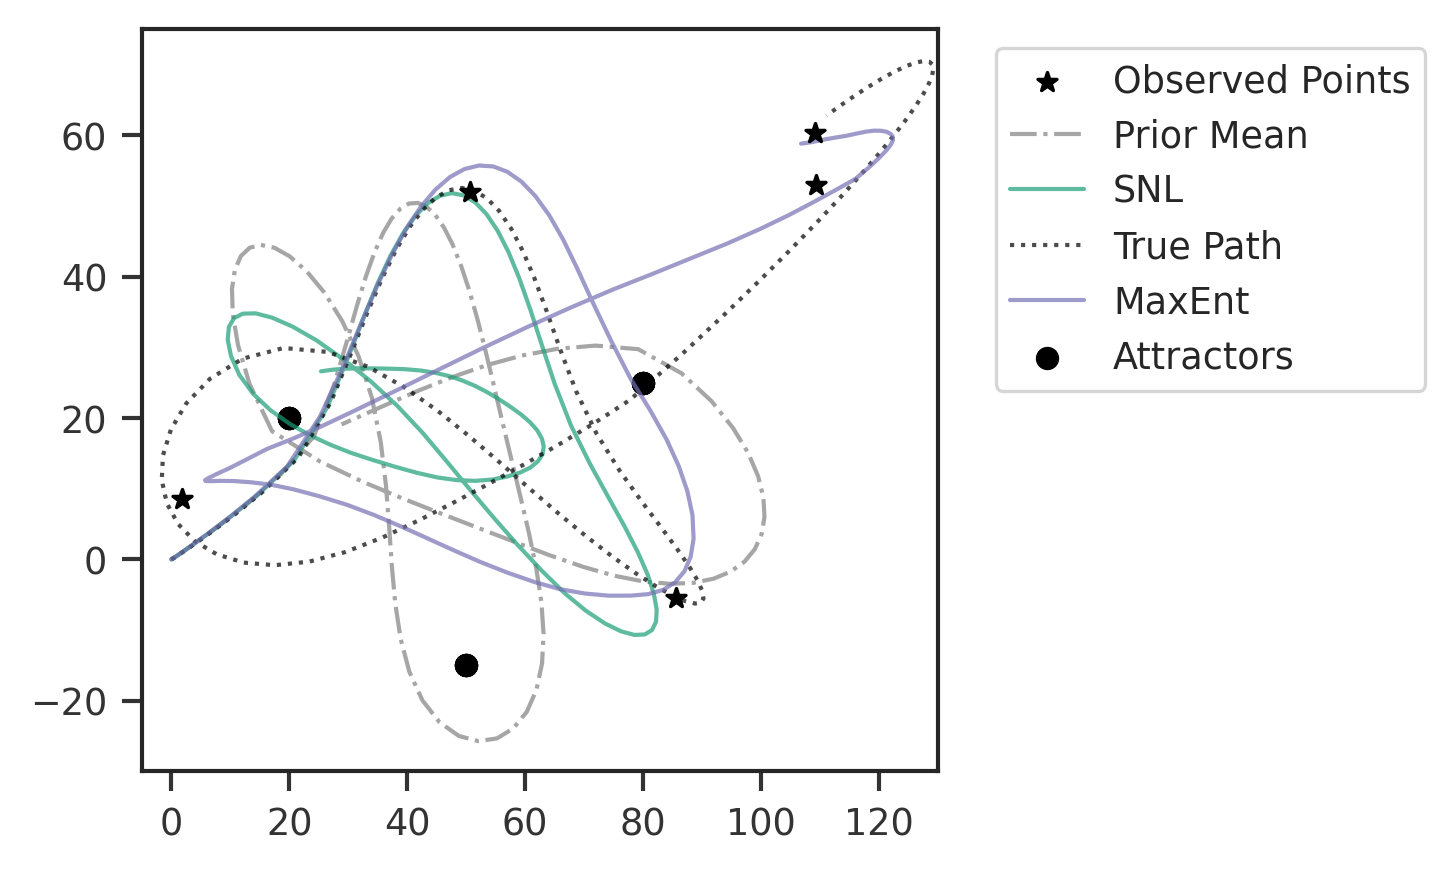 60
40
20
0
−20
0 20 40 60 80 100 120
Observed Points
Prior Mean
SNL
True Path
MaxEnt
Attractors